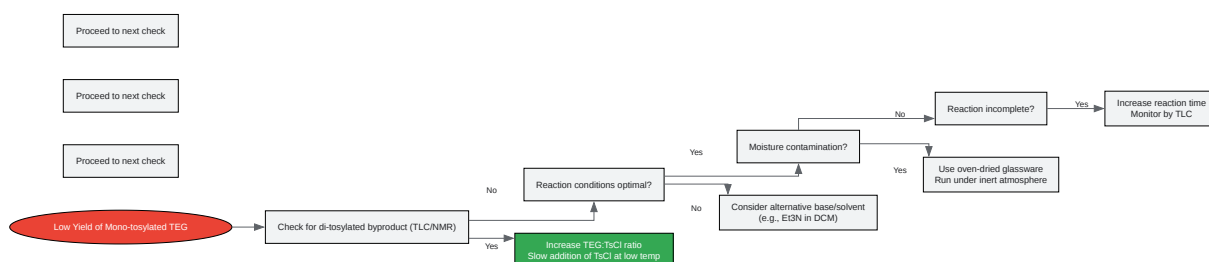 Proceed to next check
Proceed to next check
Proceed to next check
Low Yield of Mono-tosylated TEG
Check for di-tosylated byproduct (TLC/NMR)
No
Yes
Reaction conditions optimal?
Increase TEG:TsCl ratio
Slow addition of TsCl at low temp
Yes
No
Moisture contamination?
Consider alternative base/solvent
(e.g., Et3N in DCM)
No
Yes
Reaction incomplete?
Use oven-dried glassware
Run under inert atmosphere
Yes
Increase reaction time
Monitor by TLC